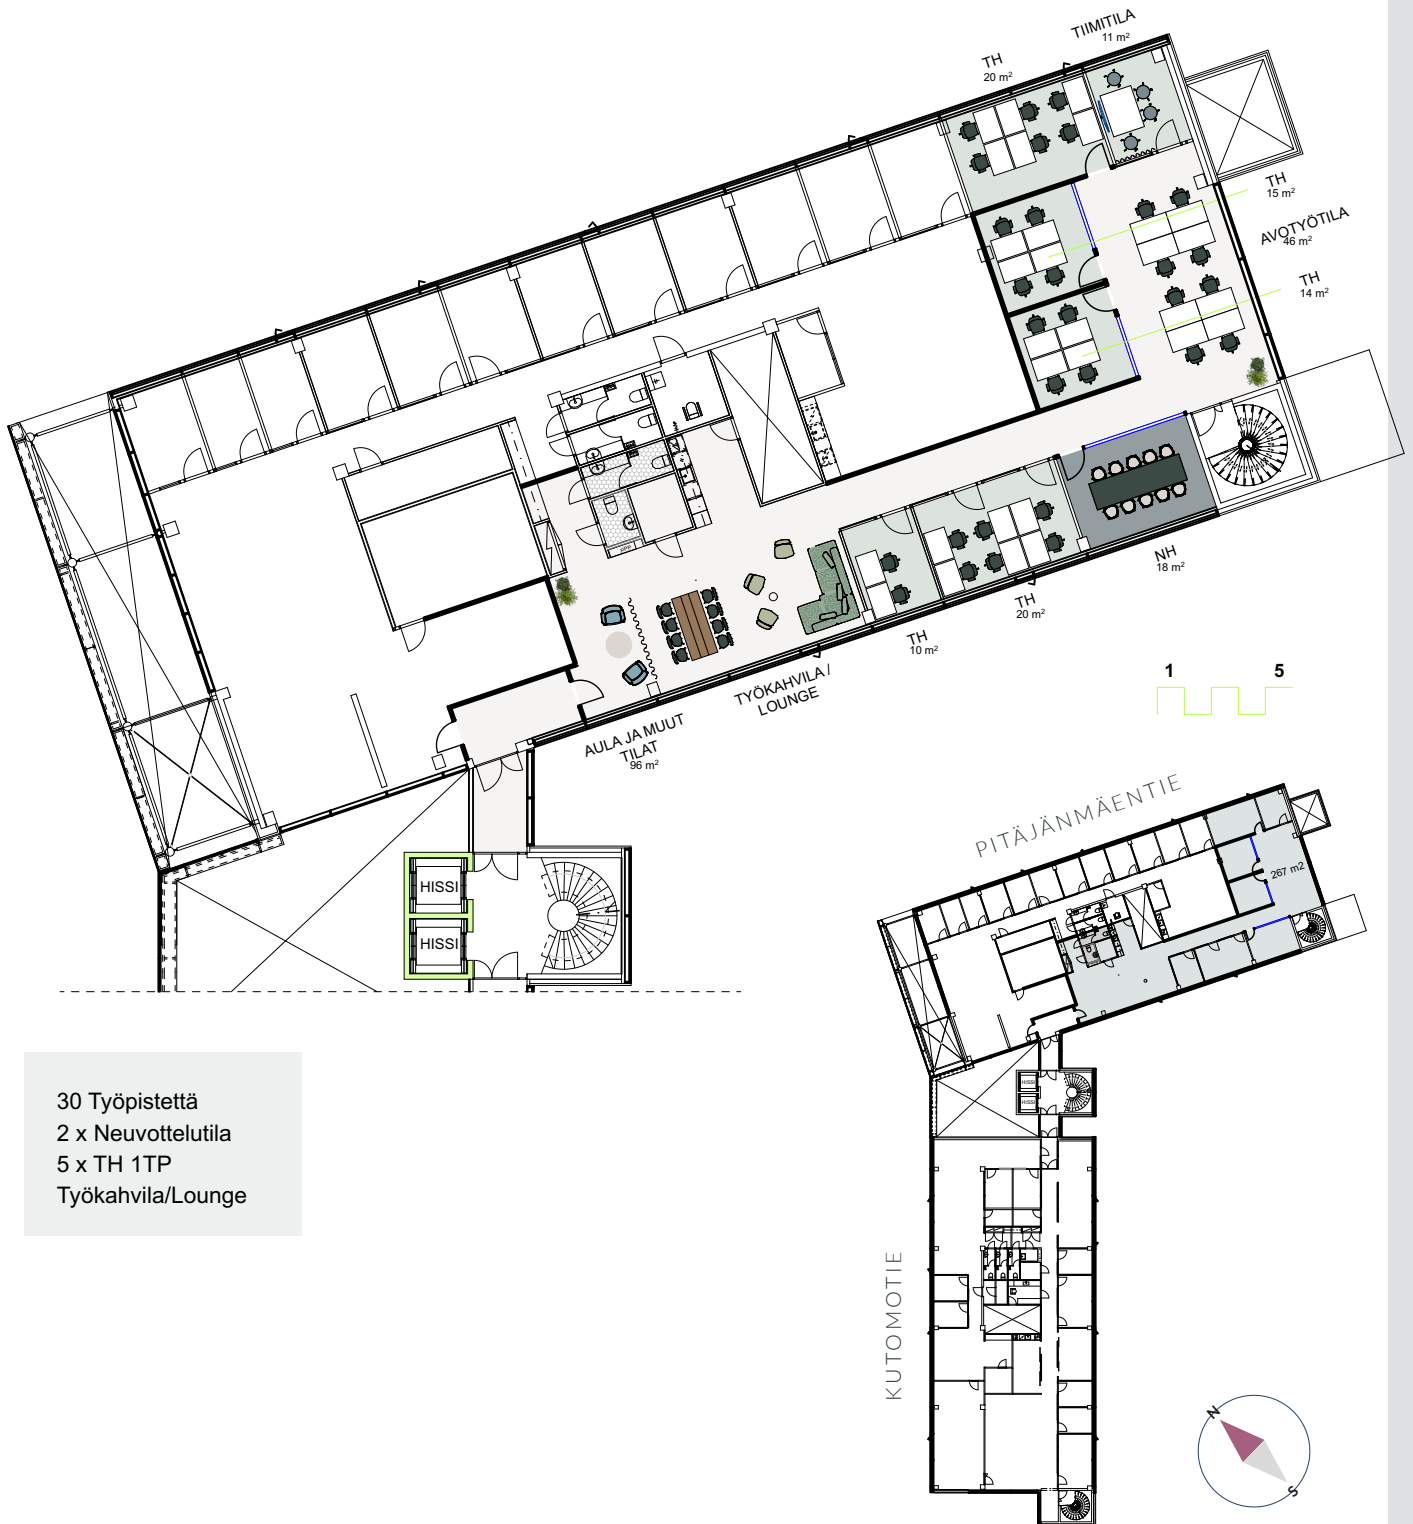 TIIMITILA
11 m²
TH
20 m²
TH
15 m²
AVOTYÖTILA
46 m²
TH
14 m²
NH
18 m²
TH
20 m²
TH
10 m²
TYÖKAHVILA /
LOUNGE
AULA JA MUUT
TILAT
96 m²
1 5
HISSI
HISSI
PITÄJÄNMÄENTIE
267 m2
HISSI
HISSI
30 Työpistettä
2 x Neuvottelutila
5 x TH 1TP
Työkahvila/Lounge
KUTOMOTIE
N
S